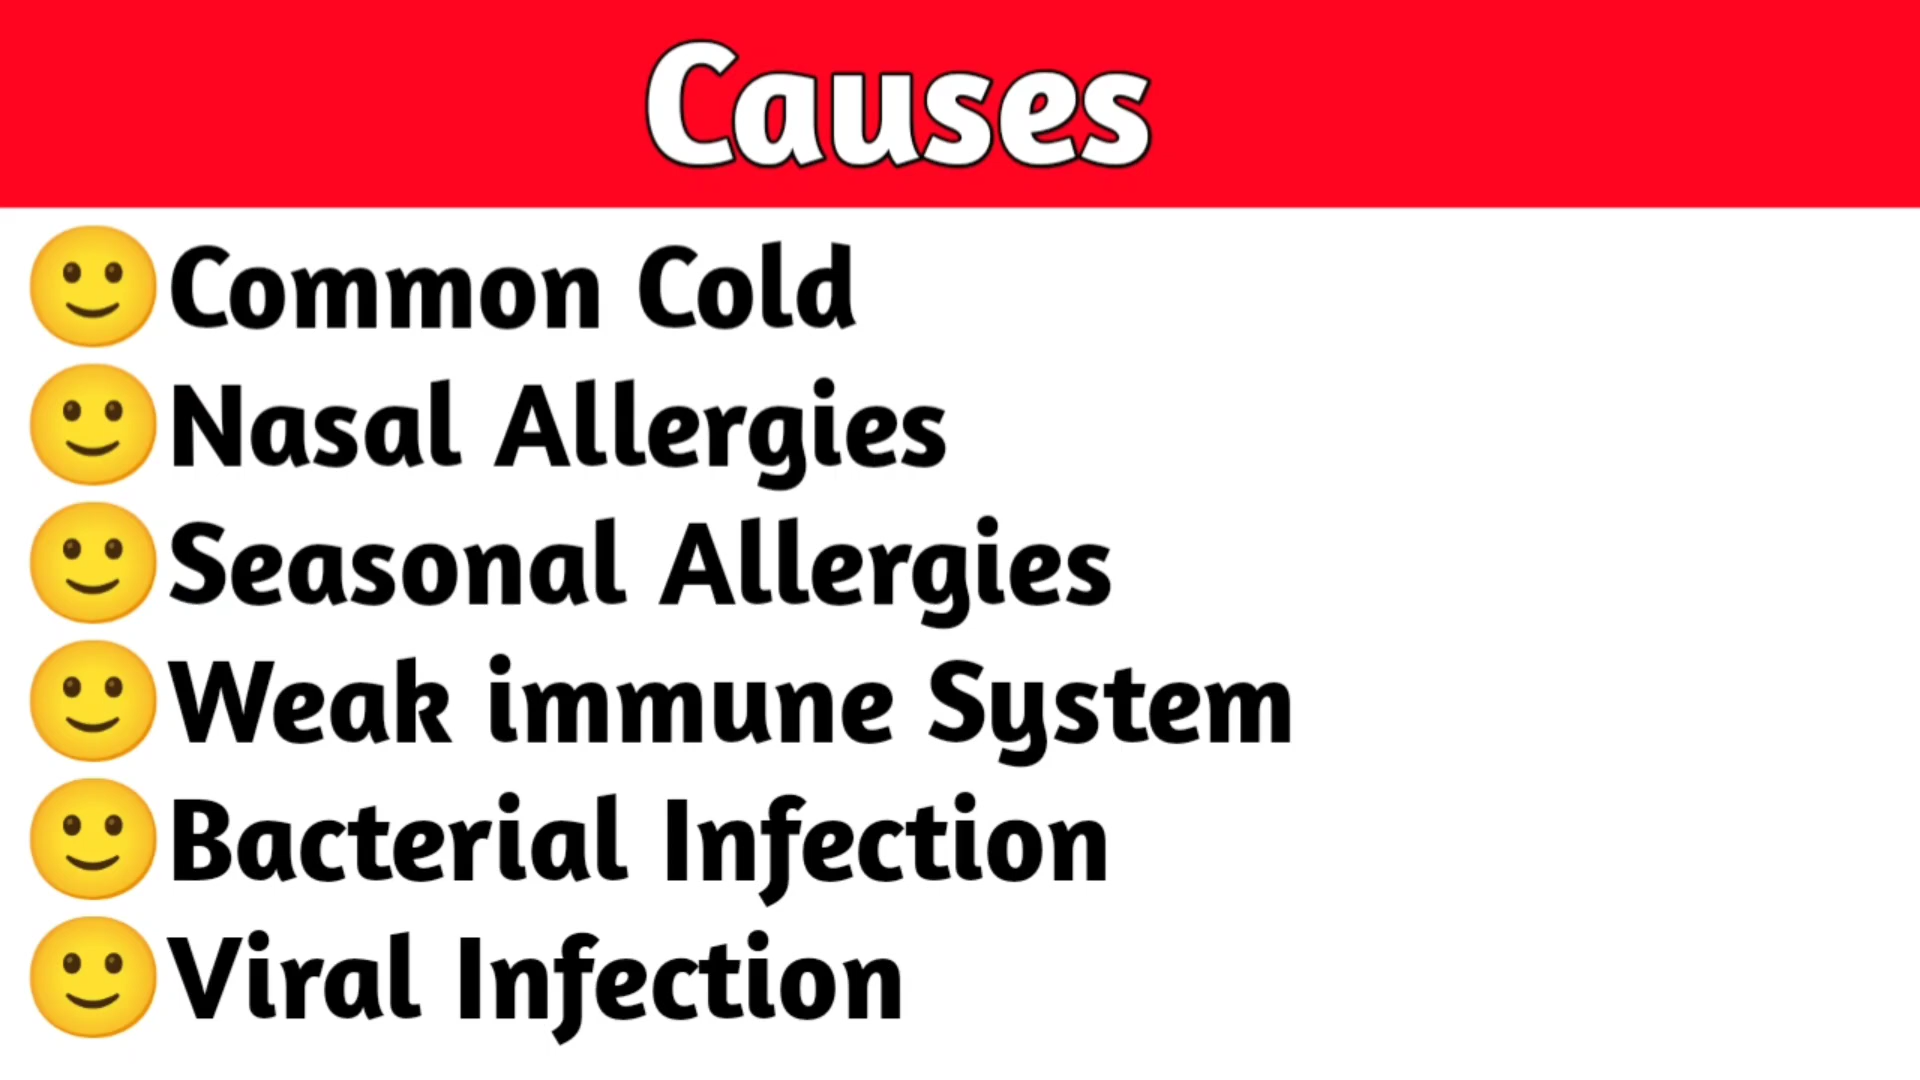 Causes
🙂Common Cold
🙂Nasal Allergies
🙂Seasonal Allergies
🙂Weak immune System
🙂Bacterial Infection
🙂Viral Infection